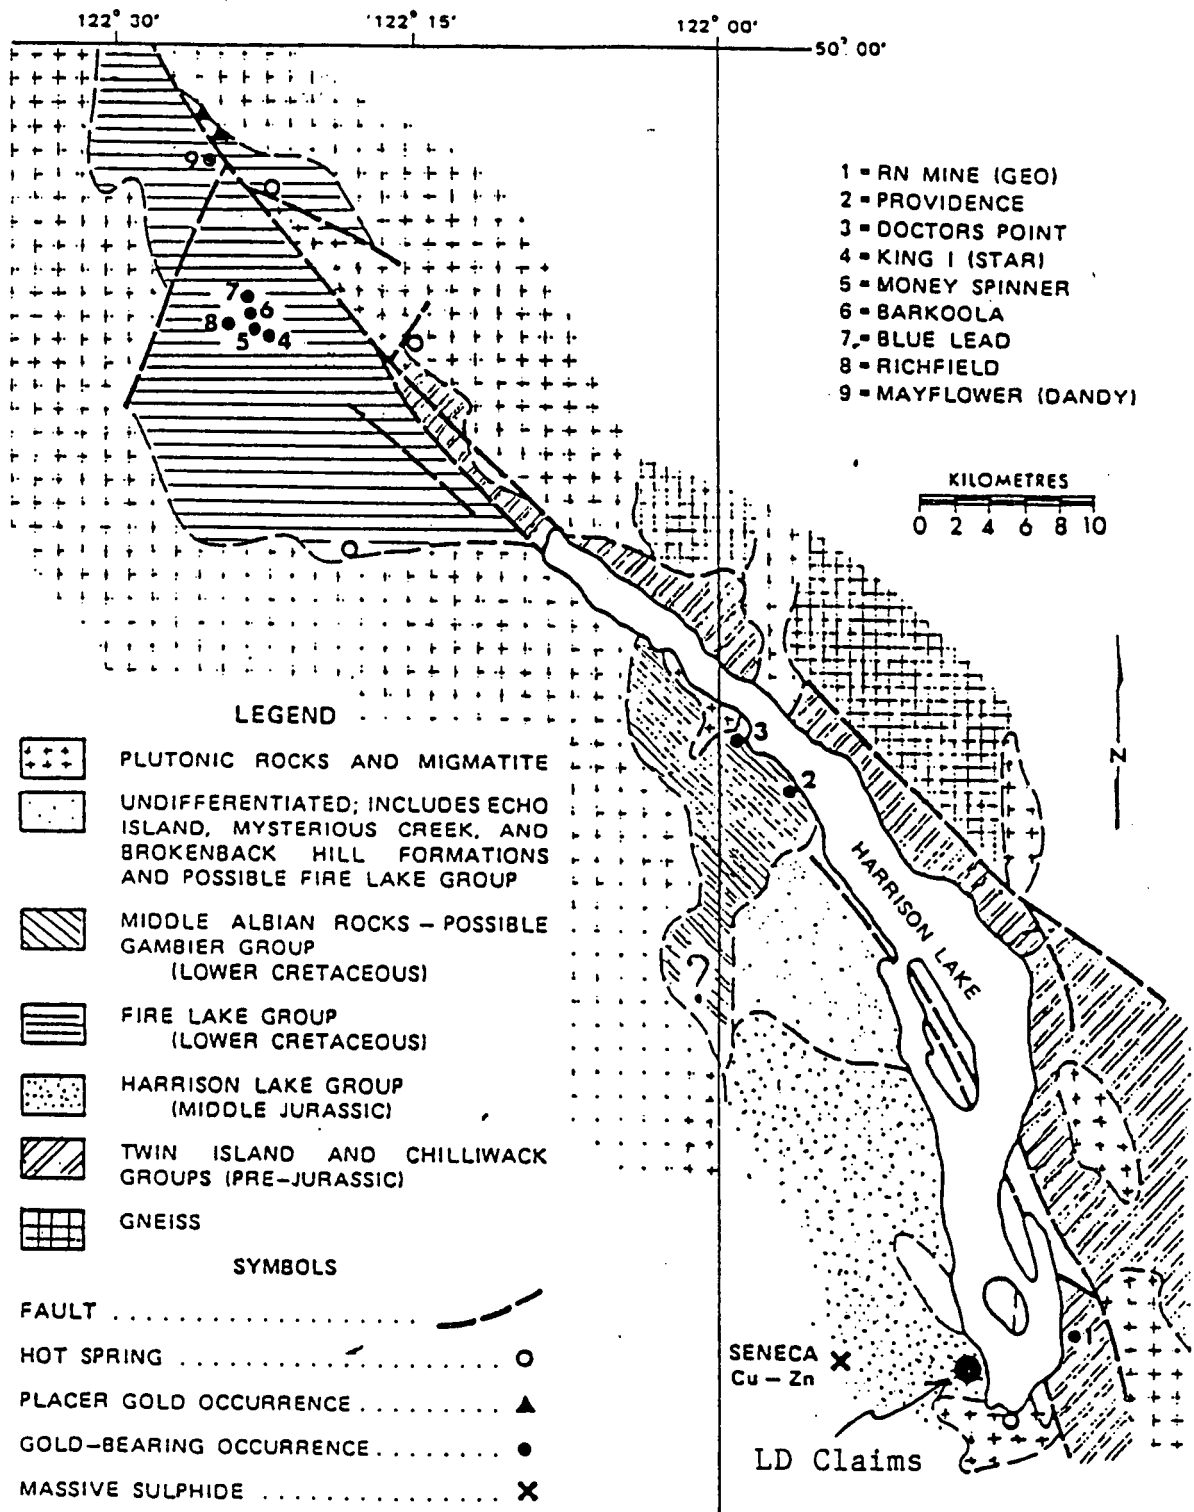 122° 30'
122° 15'
122° 00'
50° 00'
1 = RN MINE (GEO)
2 = PROVIDENCE
3 = DOCTORS POINT
4 = KING I (STAR)
5 = MONEY SPINNER
6 = BARKOOLA
7 = BLUE LEAD
8 = RICHFIELD
9 = MAYFLOWER (DANDY)
9
7
6
8
5
4
KILOMETRES
0 2 4 6 8 10
N
3
2
HARRISON LAKE
?
1
SENECA
Cu – Zn
LD Claims
LEGEND
PLUTONIC ROCKS AND MIGMATITE
UNDIFFERENTIATED; INCLUDES ECHO
ISLAND, MYSTERIOUS CREEK, AND
BROKENBACK HILL FORMATIONS
AND POSSIBLE FIRE LAKE GROUP
MIDDLE ALBIAN ROCKS – POSSIBLE
GAMBIER GROUP
(LOWER CRETACEOUS)
FIRE LAKE GROUP
(LOWER CRETACEOUS)
HARRISON LAKE GROUP
(MIDDLE JURASSIC)
TWIN ISLAND AND CHILLIWACK
GROUPS (PRE–JURASSIC)
GNEISS
SYMBOLS
FAULT
HOT SPRING
PLACER GOLD OCCURRENCE
GOLD–BEARING OCCURRENCE
MASSIVE SULPHIDE